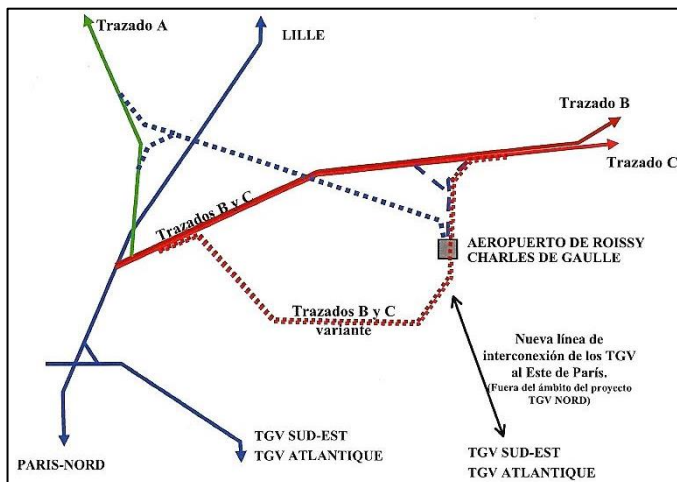 Trazado A
LILLE
Trazado B
Trazado C
Trazados B y C
AEROPUERTO DE ROISSY
CHARLES DE GAULLE
Trazados B y C
variante
Nueva línea de
interconexión de los TGV
al Este de París.
(Fuera del ámbito del proyecto
TGV NORD)
PARIS-NORD
TGV SUD-EST
TGV ATLANTIQUE
TGV SUD-EST
TGV ATLANTIQUE